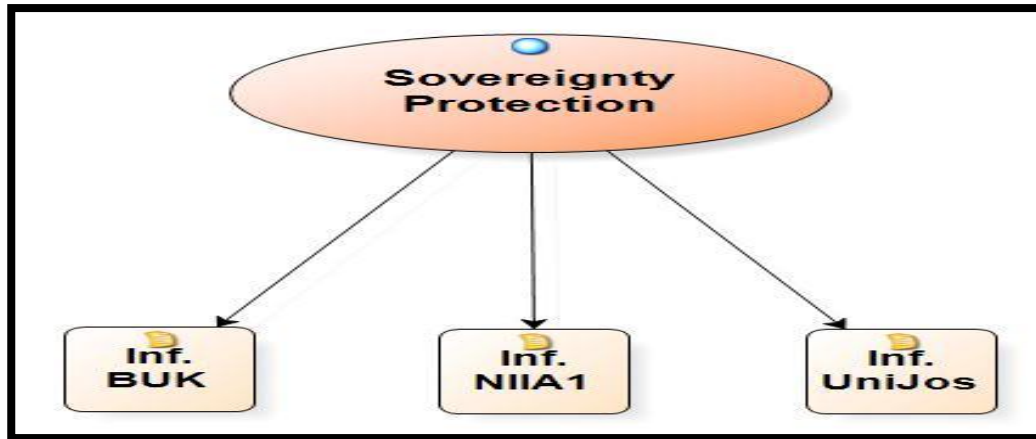 Sovereignty
Protection
Inf.
BUK
Inf.
NIIA1
Inf.
UniJos